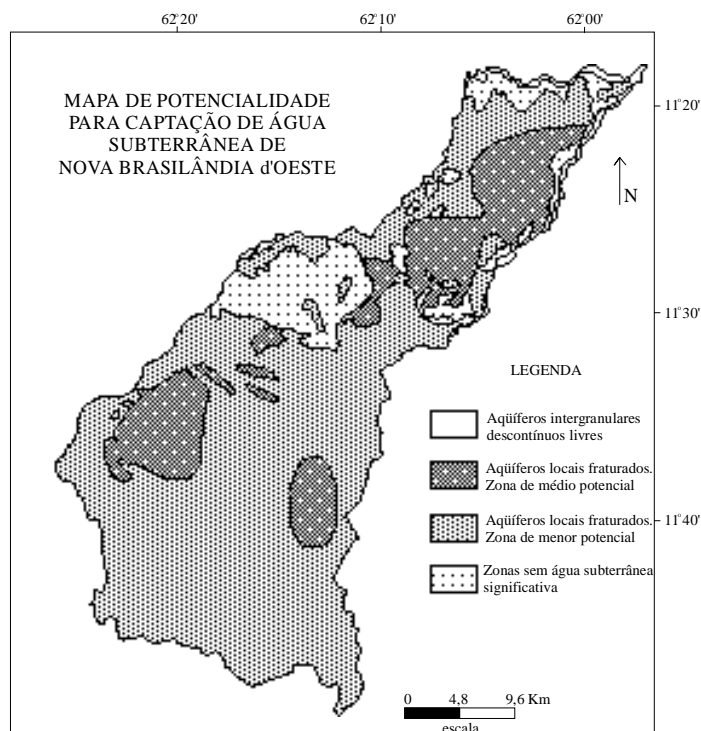 62°20'
62°10'
62°00'
MAPA DE POTENCIALIDADE
PARA CAPTAÇÃO DE ÁGUA
SUBTERRÂNEA DE
NOVA BRASILÂNDIA d'OESTE
11°20'
N
11°30'
LEGENDA
Aqüíferos intergranulares
descontínuos livres
Aqüíferos locais fraturados.
Zona de médio potencial
Aqüíferos locais fraturados.
Zona de menor potencial
11°40'
Zonas sem água subterrânea
significativa
0 4,8 9,6 Km
escala